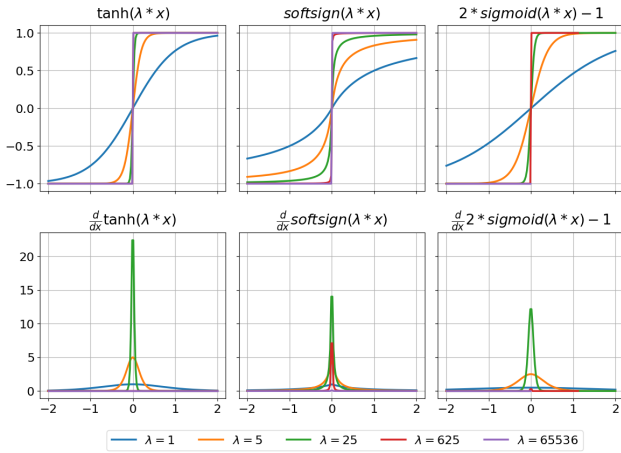 tanh(λ * x) softsign(λ * x) 2 * sigmoid(λ * x) − 1
1.0
0.5
0.0
−0.5
−1.0
d/dx tanh(λ * x) d/dx softsign(λ * x) d/dx 2 * sigmoid(λ * x) − 1
20
15
10
5
0
−2 −1 0 1 2 −2 −1 0 1 2 −2 −1 0 1 2
λ = 1 λ = 5 λ = 25 λ = 625 λ = 65536